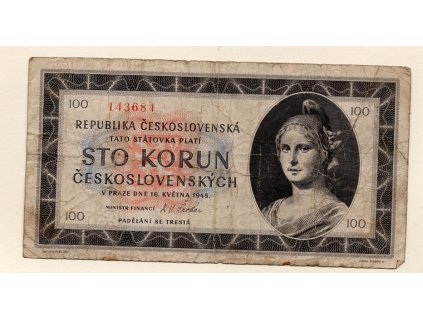 100 143684 100
REPUBLIKA ČESKOSLOVENSKÁ
TATO STÁTOVKA PLATÍ
STO KORUN
ČESKOSLOVENSKÝCH
V PRAZE DNE 16. KVĚTNA 1945.
MINISTR FINANCÍ
100 PADĚLÁNÍ SE TRESTÁ 100